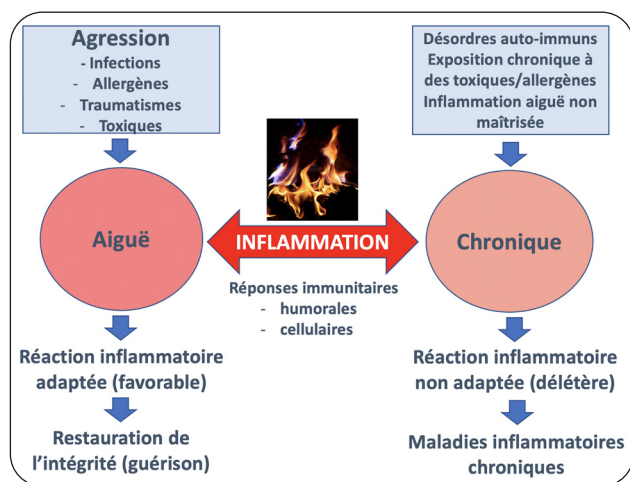 Agression
- Infections
- Allergènes
- Traumatismes
- Toxiques
Désordres auto-immuns
Exposition chronique à
des toxiques/allergènes
Inflammation aiguë non
maîtrisée
Aiguë
INFLAMMATION
Chronique
Réponses immunitaires
- humorales
- cellulaires
Réaction inflammatoire
adaptée (favorable)
Restauration de
l'intégrité (guérison)
Réaction inflammatoire
non adaptée (délétère)
Maladies inflammatoires
chroniques